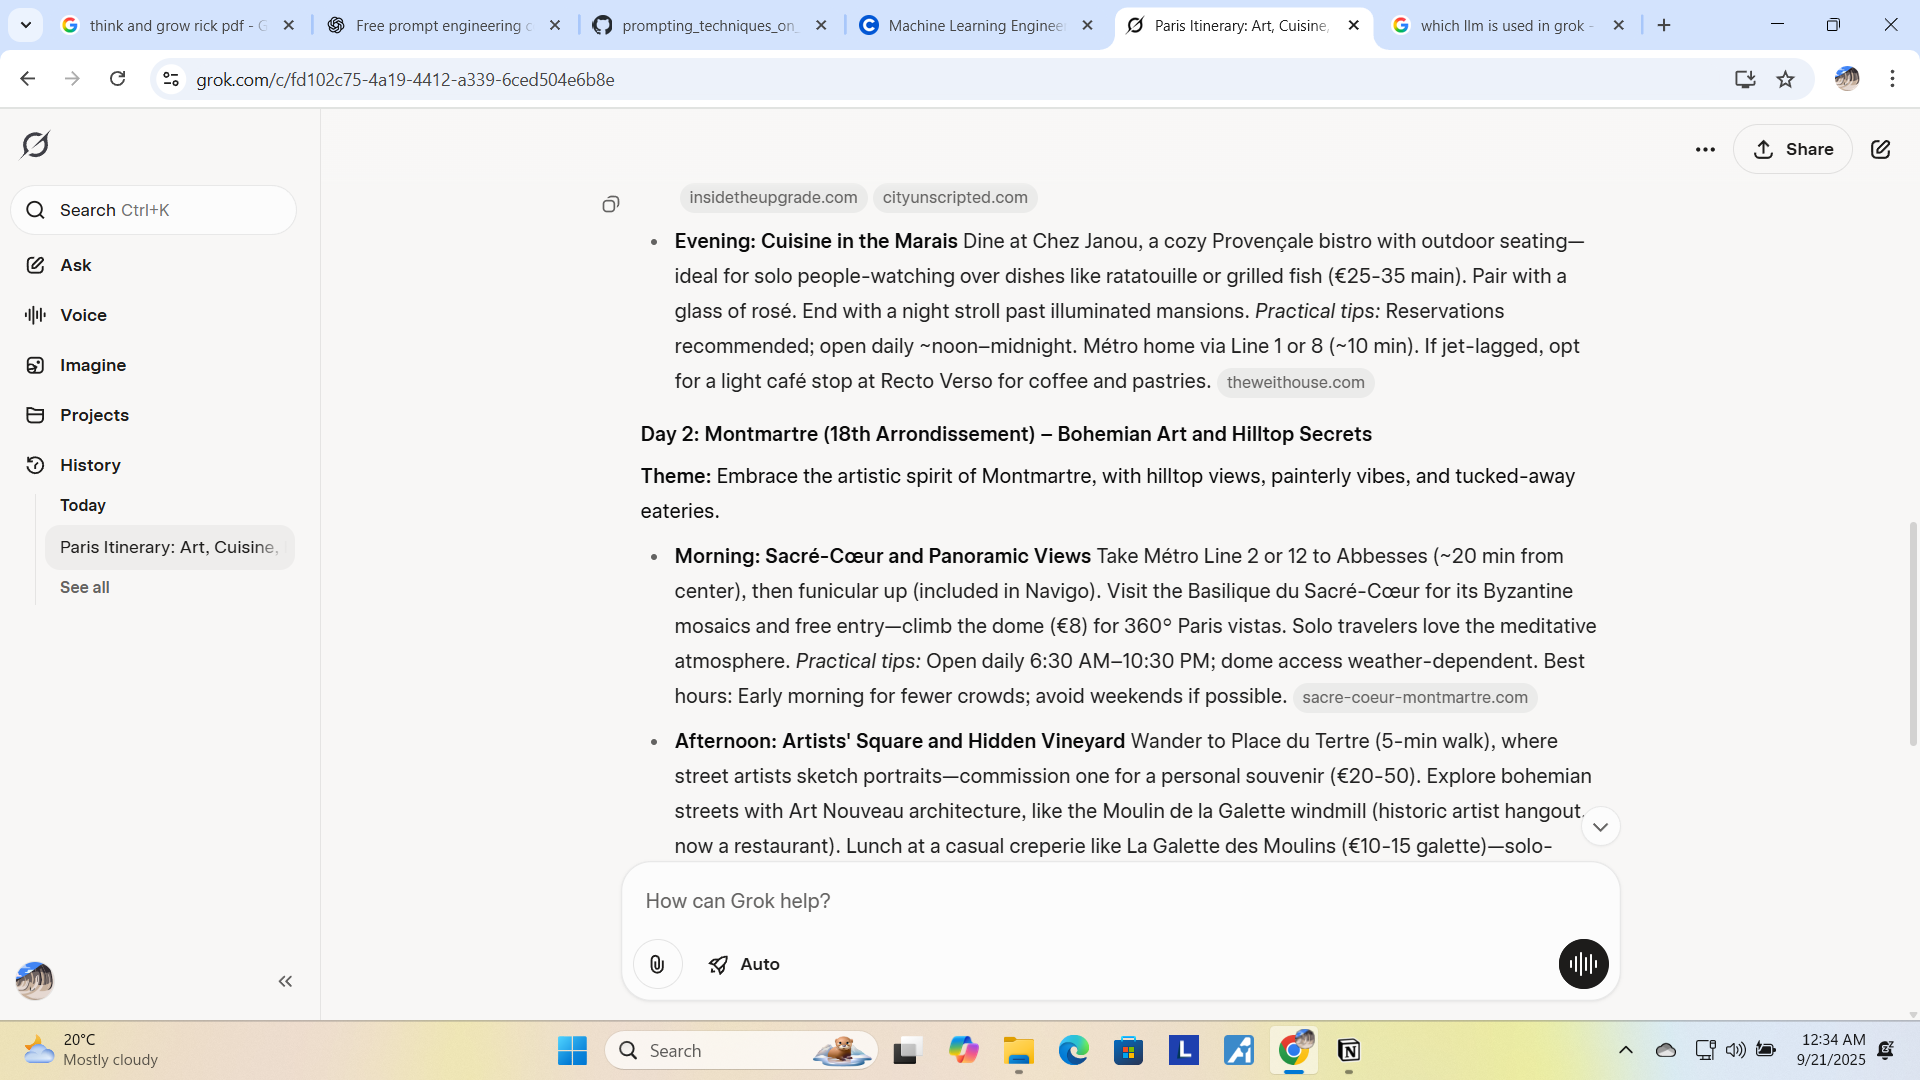 think and grow rick pdf - G
Free prompt engineering c
prompting_techniques_on_
Machine Learning Enginee
Paris Itinerary: Art, Cuisine,
which llm is used in grok -
grok.com/c/fd102c75-4a19-4412-a339-6ced504e6b8e
Share
Search Ctrl+K
Ask
Voice
Imagine
Projects
History
Today
Paris Itinerary: Art, Cuisine,
See all
insidetheupgrade.com cityunscripted.com
• Evening: Cuisine in the Marais Dine at Chez Janou, a cozy Provençale bistro with outdoor seating—
ideal for solo people-watching over dishes like ratatouille or grilled fish (€25-35 main). Pair with a
glass of rosé. End with a night stroll past illuminated mansions. Practical tips: Reservations
recommended; open daily ~noon–midnight. Métro home via Line 1 or 8 (~10 min). If jet-lagged, opt
for a light café stop at Recto Verso for coffee and pastries. theweithouse.com
Day 2: Montmartre (18th Arrondissement) – Bohemian Art and Hilltop Secrets
Theme: Embrace the artistic spirit of Montmartre, with hilltop views, painterly vibes, and tucked-away
eateries.
• Morning: Sacré-Cœur and Panoramic Views Take Métro Line 2 or 12 to Abbesses (~20 min from
center), then funicular up (included in Navigo). Visit the Basilique du Sacré-Cœur for its Byzantine
mosaics and free entry—climb the dome (€8) for 360° Paris vistas. Solo travelers love the meditative
atmosphere. Practical tips: Open daily 6:30 AM–10:30 PM; dome access weather-dependent. Best
hours: Early morning for fewer crowds; avoid weekends if possible. sacre-coeur-montmartre.com
• Afternoon: Artists' Square and Hidden Vineyard Wander to Place du Tertre (5-min walk), where
street artists sketch portraits—commission one for a personal souvenir (€20-50). Explore bohemian
streets with Art Nouveau architecture, like the Moulin de la Galette windmill (historic artist hangout,
now a restaurant). Lunch at a casual creperie like La Galette des Moulins (€10-15 galette)—solo-
How can Grok help?
Auto
20°C
Mostly cloudy
Search
L
12:34 AM
9/21/2025